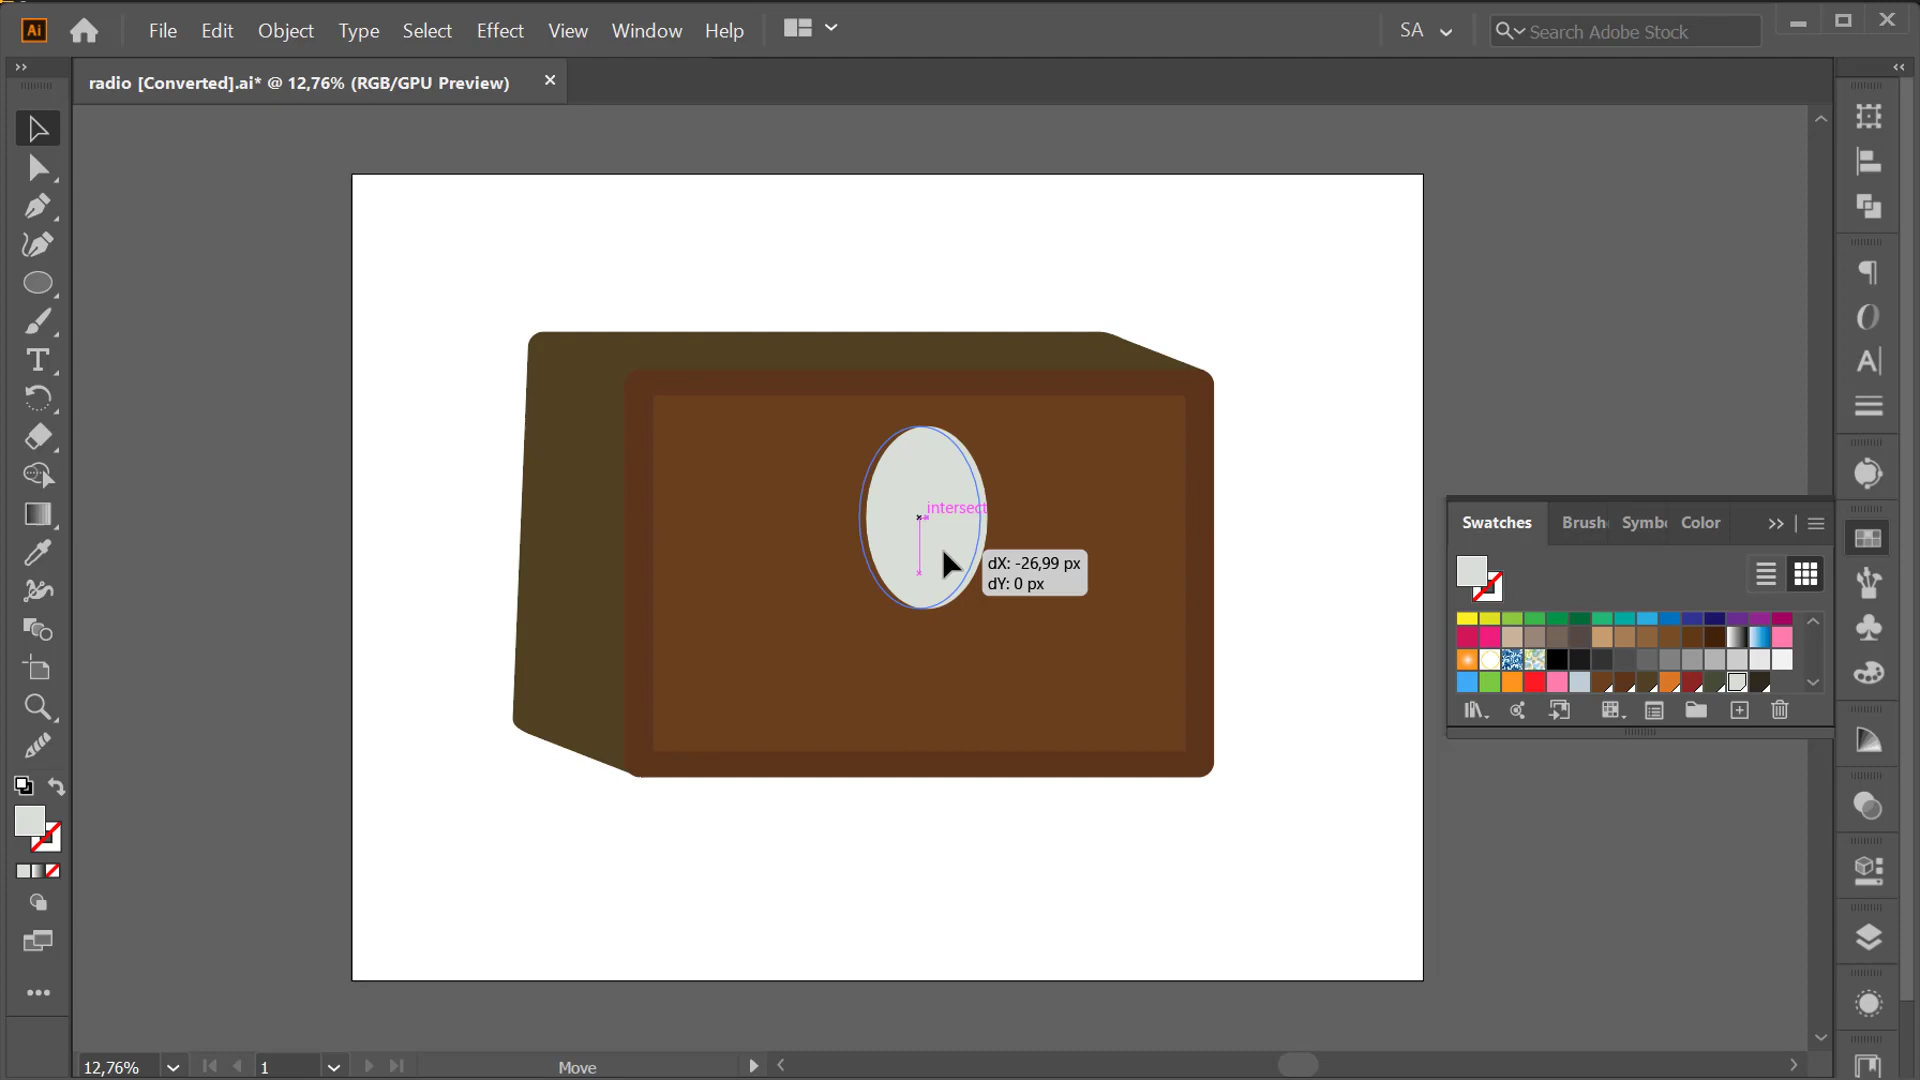 Ai
File Edit Object Type Select Effect View Window Help
SA
Search Adobe Stock
radio [Converted].ai* @ 12,76% (RGB/GPU Preview)
intersect
dX: -26,99 px
dY: 0 px
Swatches Brush Symb Color
12,76%
1
Move